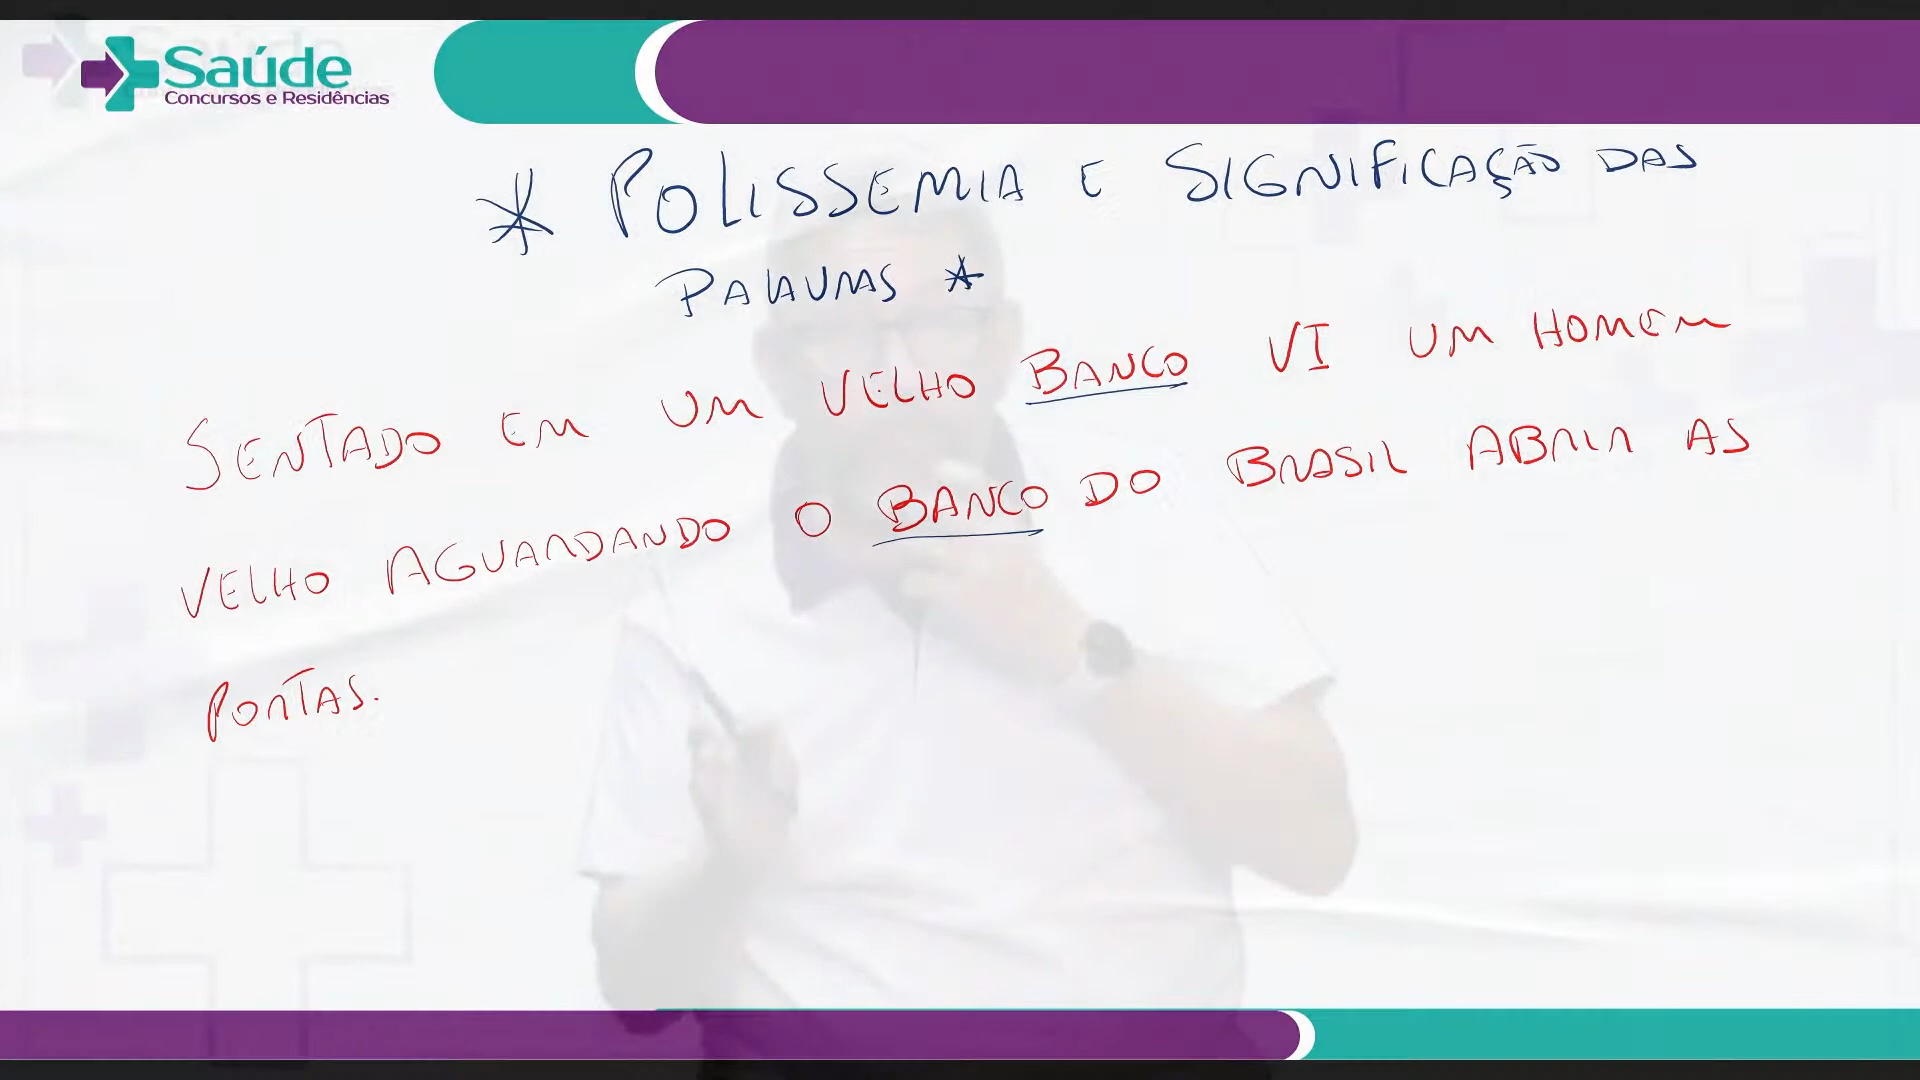 Saúde
Concursos e Residências
* POLISSEMIA E SIGNIFICAÇÃO DAS
PALAVRAS *
SENTADO EM UM VELHO BANCO VI UM HOMEM
VELHO AGUARDANDO O BANCO DO BRASIL ABRIR AS
PORTAS.